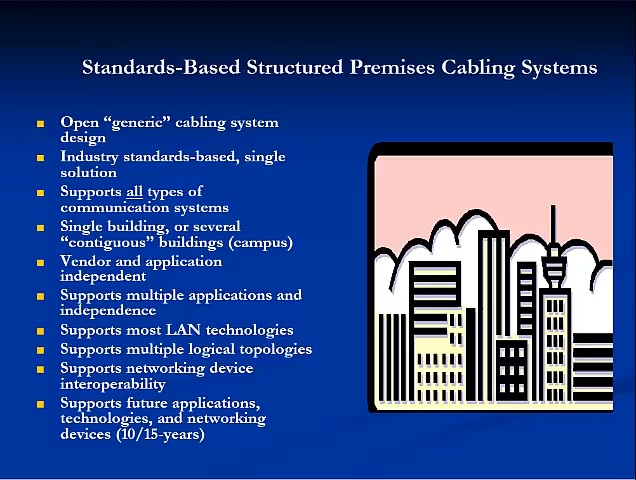 Standards-Based Structured Premises Cabling Systems
Open “generic” cabling system
design
Industry standards-based, single
solution
Supports all types of
communication systems
Single building, or several
“contiguous” buildings (campus)
Vendor and application
independent
Supports multiple applications and
independence
Supports most LAN technologies
Supports multiple logical topologies
Supports networking device
interoperability
Supports future applications,
technologies, and networking
devices (10/15-years)